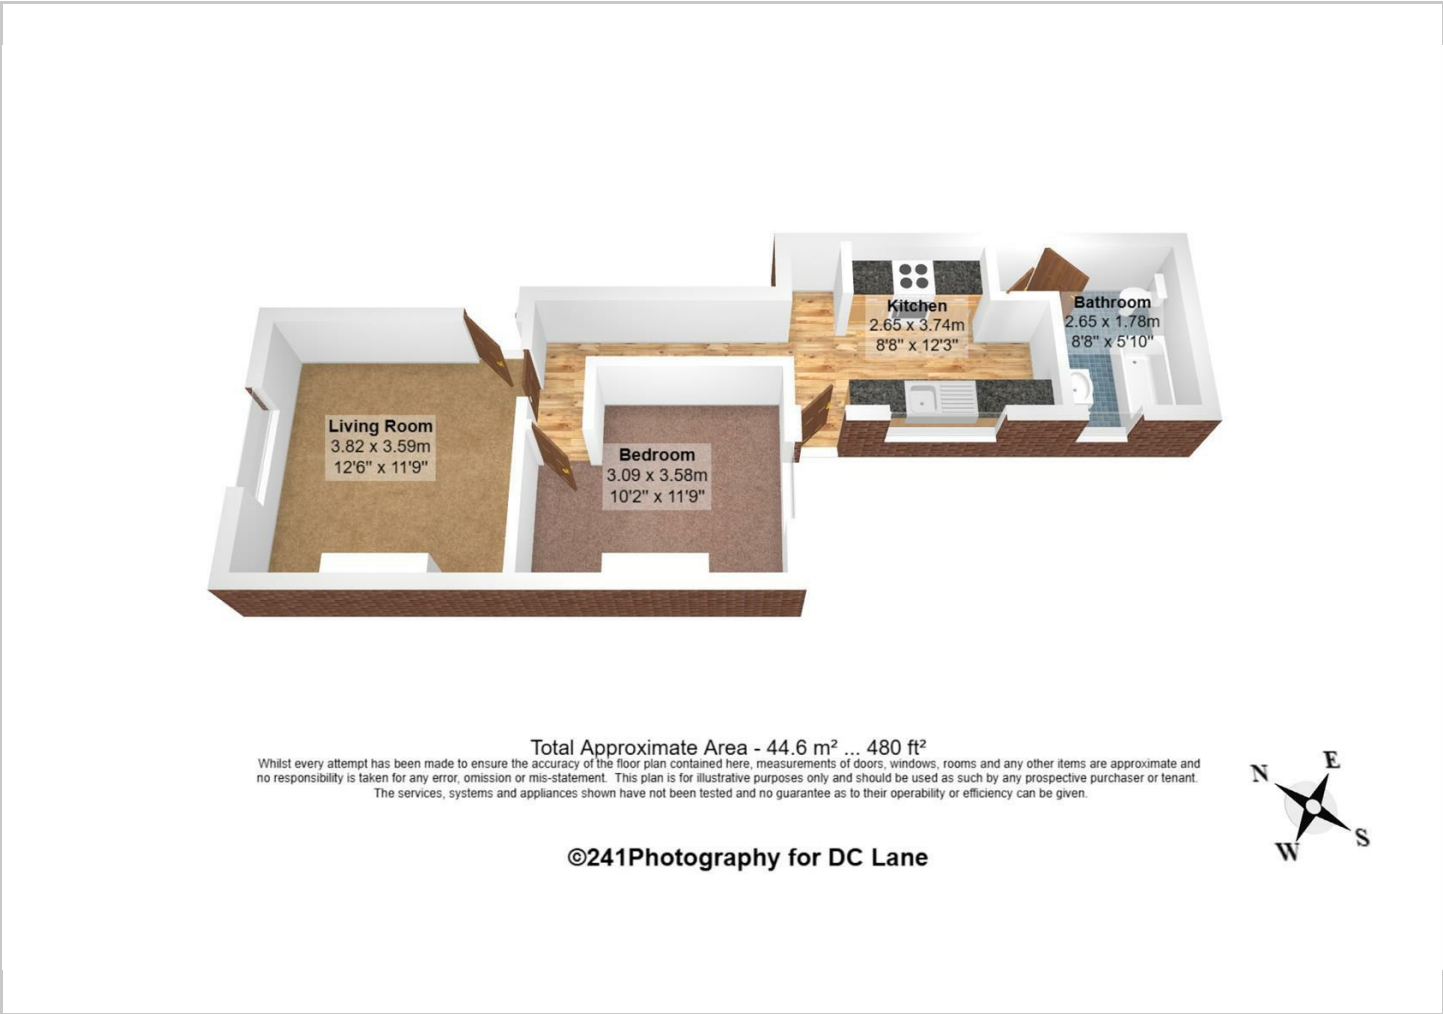 Kitchen
2.65 x 3.74m
8'8" x 12'3"
Bathroom
2.65 x 1.78m
8'8" x 5'10"
Living Room
3.82 x 3.59m
12'6" x 11'9"
Bedroom
3.09 x 3.58m
10'2" x 11'9"
Total Approximate Area - 44.6 m² ... 480 ft²
Whilst every attempt has been made to ensure the accuracy of the floor plan contained here, measurements of doors, windows, rooms and any other items are approximate and
no responsibility is taken for any error, omission or mis-statement. This plan is for illustrative purposes only and should be used as such by any prospective purchaser or tenant.
The services, systems and appliances shown have not been tested and no guarantee as to their operability or efficiency can be given.
©241Photography for DC Lane
N
E
W
S